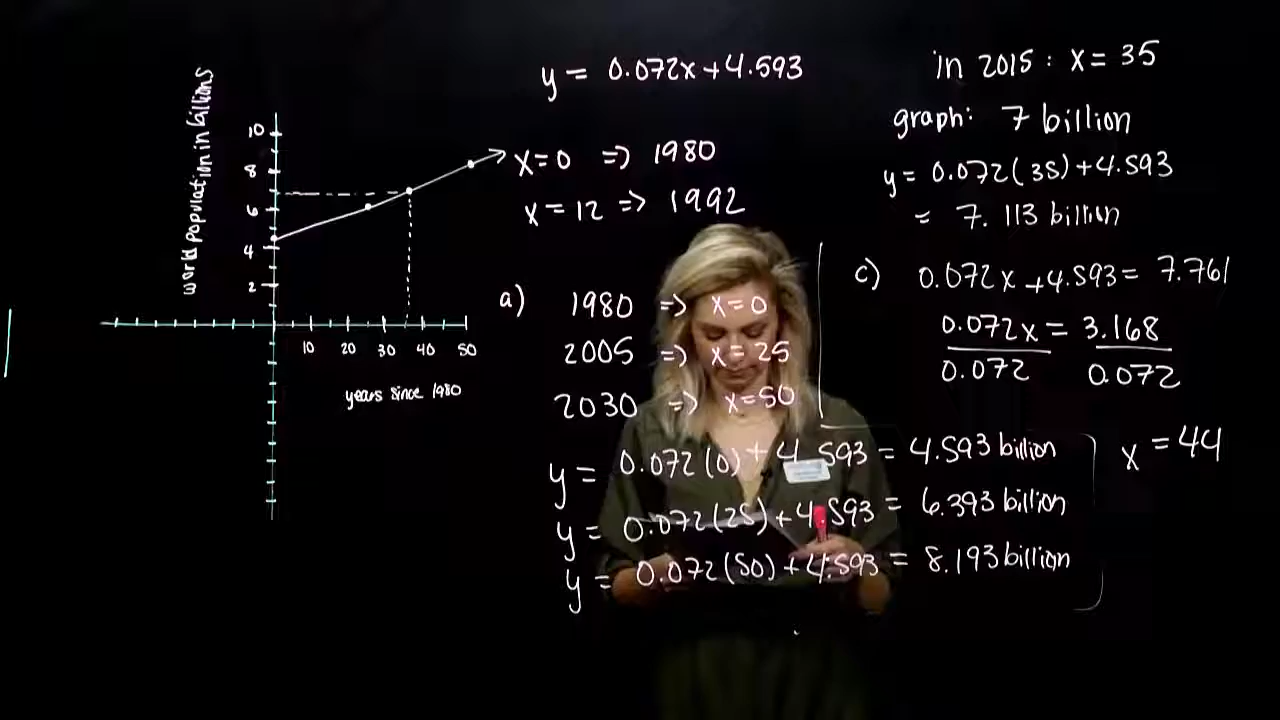 world population in billions
10
8
6
4
2
10 20 30 40 50
years since 1980
y = 0.072x + 4.593
x = 0 => 1980
x = 12 => 1992
a) 1980 => x = 0
2005 => x = 25
2030 => x = 50
y = 0.072(0) + 4.593 = 4.593 billion
y = 0.072(25) + 4.593 = 6.393 billion
y = 0.072(50) + 4.593 = 8.193 billion
in 2015 : x = 35
graph: 7 billion
y = 0.072(35) + 4.593
= 7.113 billion
c) 0.072x + 4.593 = 7.761
0.072x = 3.168
0.072 0.072
x = 44